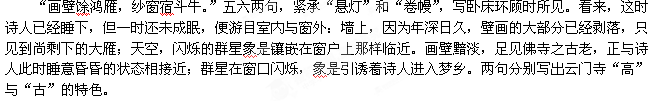 “画壁馀鸿雁，纱窗宿斗牛。”五六两句，紧承“悬灯”和“卷幔”，写卧床环顾时所见。看来，这时
诗人已经睡下，但一时还未成眠，便游目室内与窗外：墙上，因为年深日久，壁画的大部分已经剥落，只
见到尚剩下的大雁；天空，闪烁的群星象是镶嵌在窗户上那样临近。画壁黯淡，足见佛寺之古老，正与诗
人此时睡意昏昏的状态相接近；群星在窗口闪烁，象是引诱着诗人进入梦乡。两句分别写出云门寺“高”
与“古”的特色。